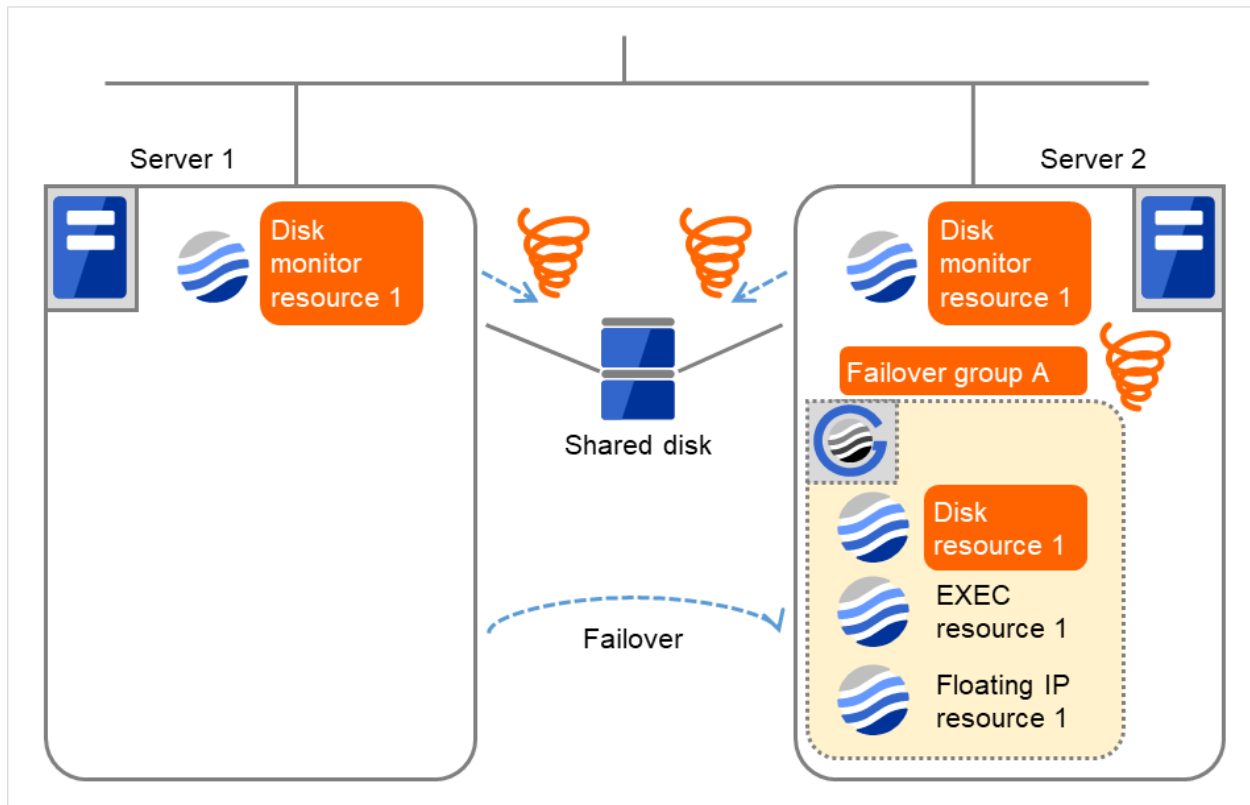 Server 1
Server 2
Disk
monitor
resource 1
Disk
monitor
resource 1
Shared disk
Failover group A
Disk
resource 1
EXEC
resource 1
Failover
Floating IP
resource 1